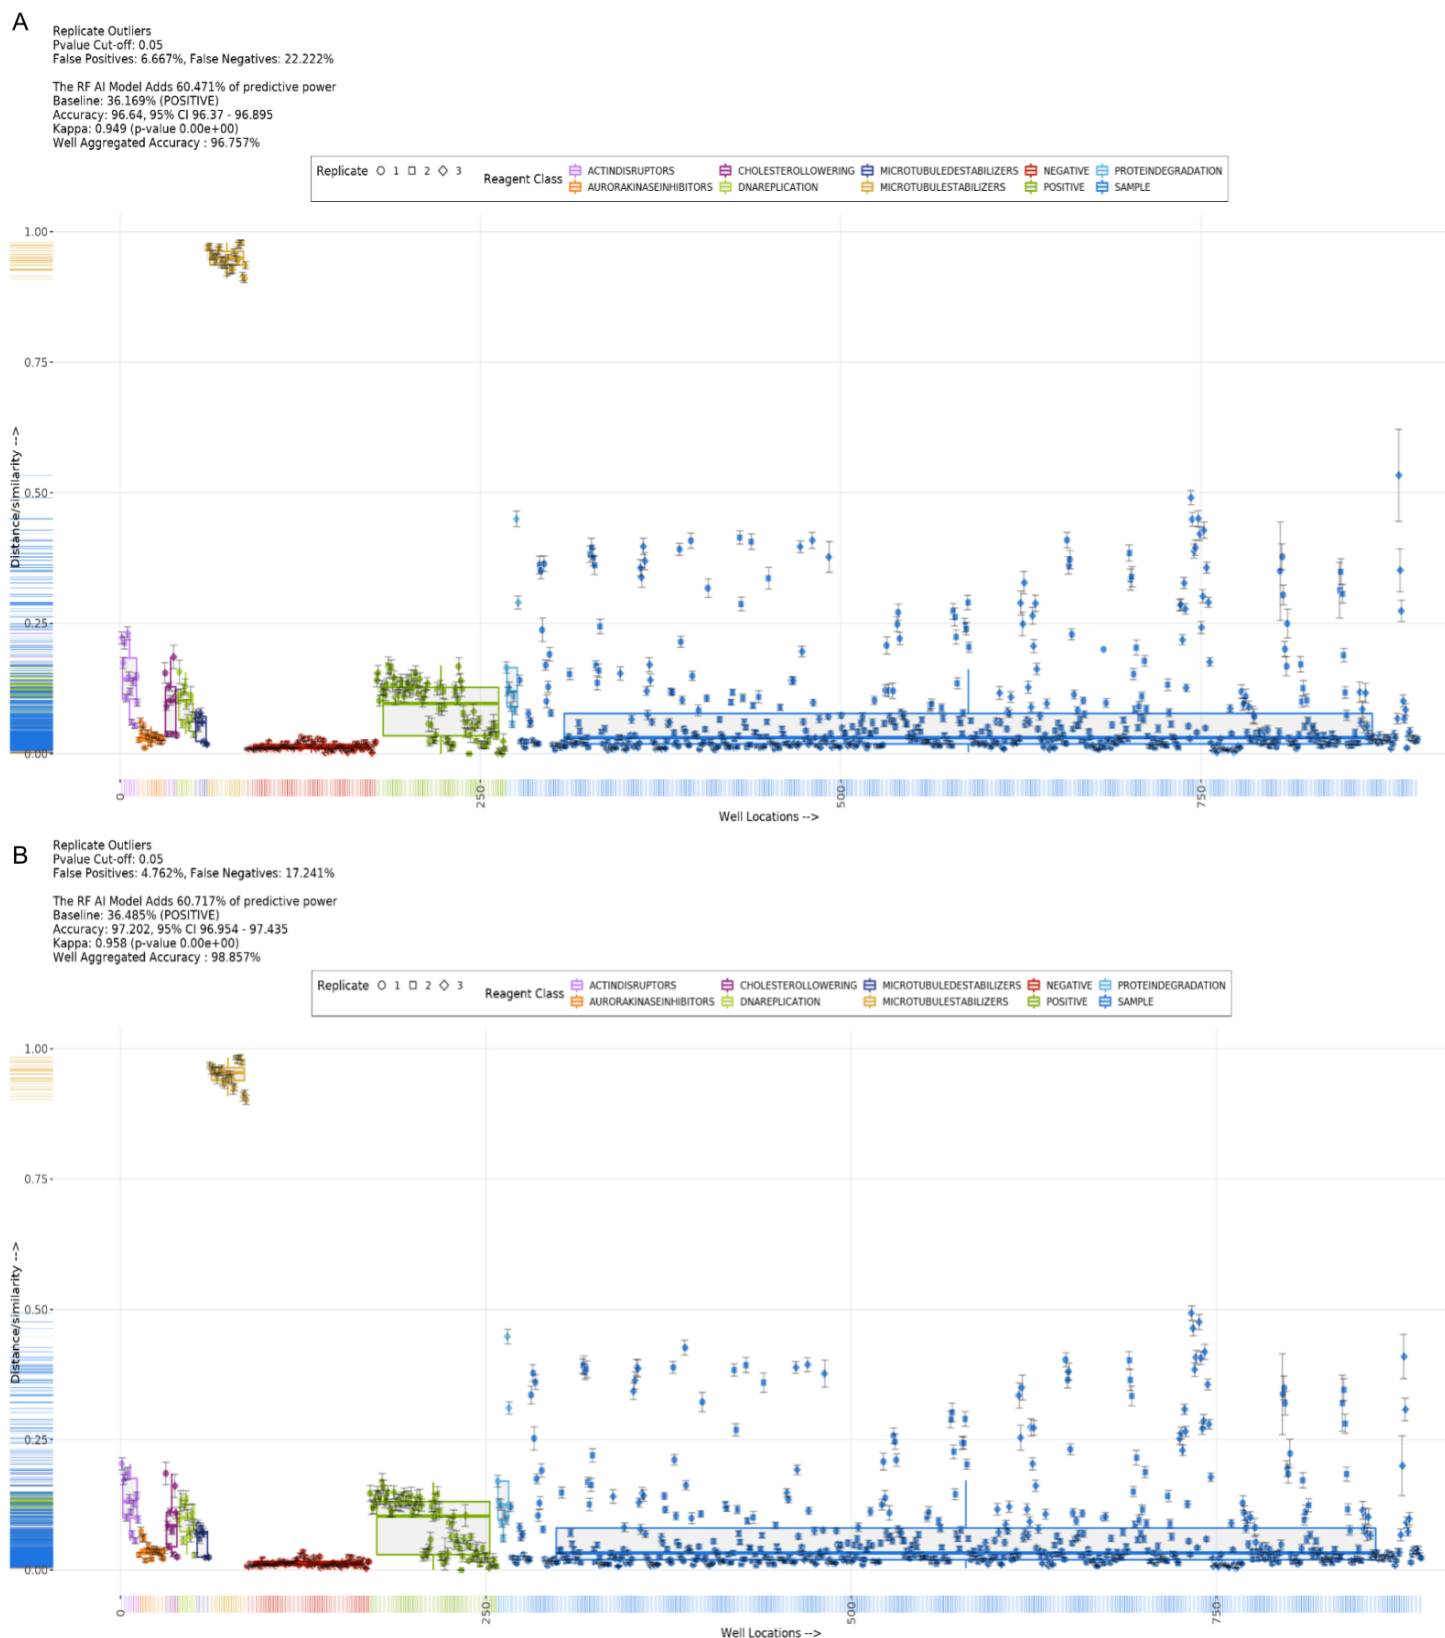 A
Replicate Outliers
Pvalue Cut-off: 0.05
False Positives: 6.667%, False Negatives: 22.222%
The RF AI Model Adds 60.471% of predictive power
Baseline: 36.169% (POSITIVE)
Accuracy: 96.64, 95% CI 96.37 - 96.895
Kappa: 0.949 (p-value 0.00e+00)
Well Aggregated Accuracy : 96.757%
Replicate 1 2 3 Reagent Class
ACTINDISRUPTORS CHOLESTEROLLOWERING MICROTUBULEDESTABILIZERS NEGATIVE PROTEINDEGRADATION
AURORAKINASEINHIBITORS DNAREPLICATION MICROTUBULESTABILIZERS POSITIVE SAMPLE
1.00
0.75
0.50
0.25
0.00
Distance/similarity -->
0 250 500 750
Well Locations -->
B
Replicate Outliers
Pvalue Cut-off: 0.05
False Positives: 4.762%, False Negatives: 17.241%
The RF AI Model Adds 60.717% of predictive power
Baseline: 36.485% (POSITIVE)
Accuracy: 97.202, 95% CI 96.954 - 97.435
Kappa: 0.958 (p-value 0.00e+00)
Well Aggregated Accuracy : 98.857%
Replicate 1 2 3 Reagent Class
ACTINDISRUPTORS CHOLESTEROLLOWERING MICROTUBULEDESTABILIZERS NEGATIVE PROTEINDEGRADATION
AURORAKINASEINHIBITORS DNAREPLICATION MICROTUBULESTABILIZERS POSITIVE SAMPLE
1.00
0.75
0.50
0.25
0.00
Distance/similarity -->
0 250 500 750
Well Locations -->